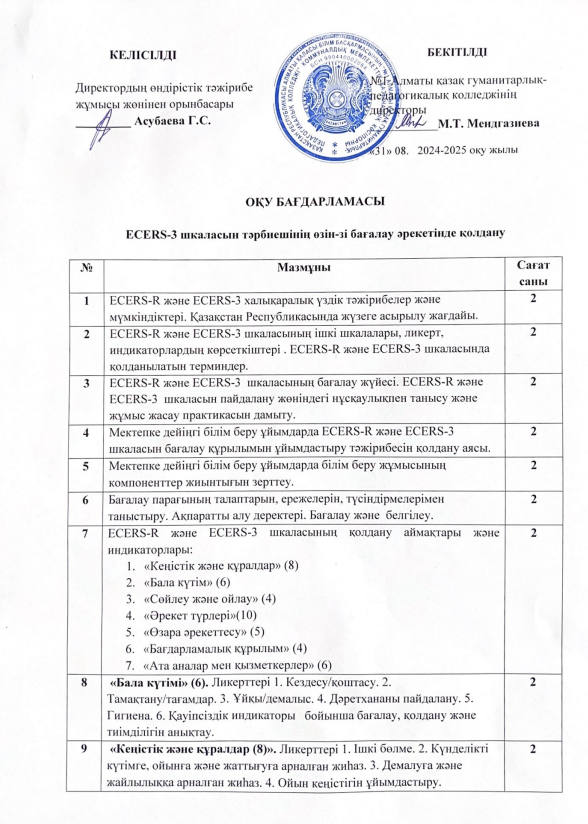 КЕЛІСІЛДІ
Директордың өндірістік тәжірибе
жұмысы жөнінен орынбасары
Асубаева Г.С.
БЕКІТІЛДІ
№1-Алматы қазақ гуманитарлық-
педагогикалық колледжінің
директоры
М.Т. Мендгазиева
«31» 08. 2024-2025 оқу жылы
ОҚУ БАҒДАРЛАМАСЫ
ECERS-3 шкаласын тәрбиешінің өзін-зі бағалау әрекетінде қолдану
№ Мазмұны Сағат
саны
1 ECERS-R және ECERS-3 халықаралық үздік тәжірибелер және 2
мүмкіндіктері. Қазақстан Республикасында жүзеге асырылу жағдайы.
2 ECERS-R және ECERS-3 шкаласының ішкі шкалалары, ликерт, 2
индикаторлардың көрсеткіштері . ECERS-R және ECERS-3 шкаласында
қолданылатын терминдер.
3 ECERS-R және ECERS-3 шкаласының бағалау жүйесі. ECERS-R және 2
ECERS-3 шкаласын пайдалану жөніндегі нұсқаулықпен танысу және
жұмыс жасау практикасын дамыту.
4 Мектепке дейінгі білім беру ұйымдарда ECERS-R және ECERS-3 2
шкаласын бағалау құрылымын ұйымдастыру тәжірибесін қолдану аясы.
5 Мектепке дейінгі білім беру ұйымдарда білім беру жұмысының 2
компоненттер жиынтығын зерттеу.
6 Бағалау парағының талаптарын, ережелерін, түсіндірмелерімен 2
таныстыру. Ақпаратты алу деректері. Бағалау және белгілеу.
7 ECERS-R және ECERS-3 шкаласының қолдану аймақтары және 2
индикаторлары:
1. «Кеңістік және құралдар» (8)
2. «Бала күтім» (6)
3. «Сөйлеу және ойлау» (4)
4. «Әрекет түрлері»(10)
5. «Өзара әрекеттесу» (5)
6. «Бағдарламалық құрылым» (4)
7. «Ата аналар мен қызметкерлер» (6)
8 «Бала күтімі» (6). Ликерттері 1. Кездесу/қоштасу. 2. 2
Тамақтану/тағамдар. 3. Ұйқы/демалыс. 4. Дәретхананы пайдалану. 5.
Гигиена. 6. Қауіпсіздік индикаторы бойынша бағалау, қолдану және
тиімділігін анықтау.
9 «Кеңістік және құралдар (8)». Ликерттері 1. Ішкі бөлме. 2. Күнделікті 2
күтімге, ойынға және жаттығуға арналған жиһаз. 3. Демалуға және
жайлылыққа арналған жиһаз. 4. Ойын кеңістігін ұйымдастыру.